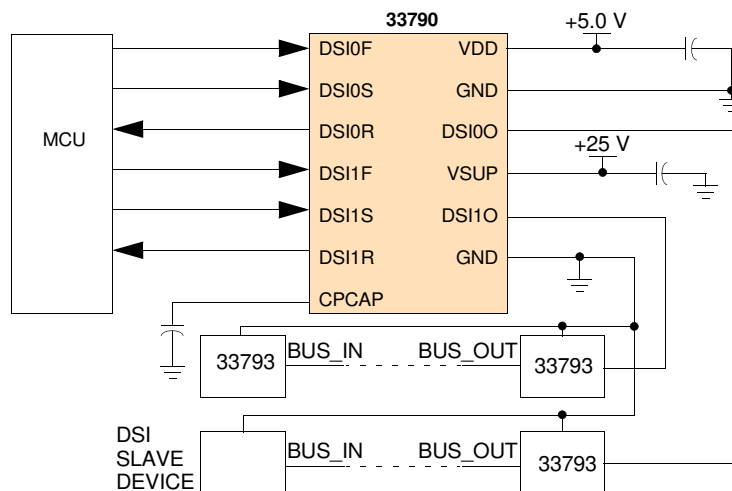 33790
+5.0 V
DSI0F
VDD
DSI0S
GND
MCU
DSI0R
DSI0O
+25 V
DSI1F
VSUP
DSI1S
DSI1O
DSI1R
GND
CPCAP
33793
BUS_IN
BUS_OUT
33793
DSI
SLAVE
DEVICE
BUS_IN
BUS_OUT
33793